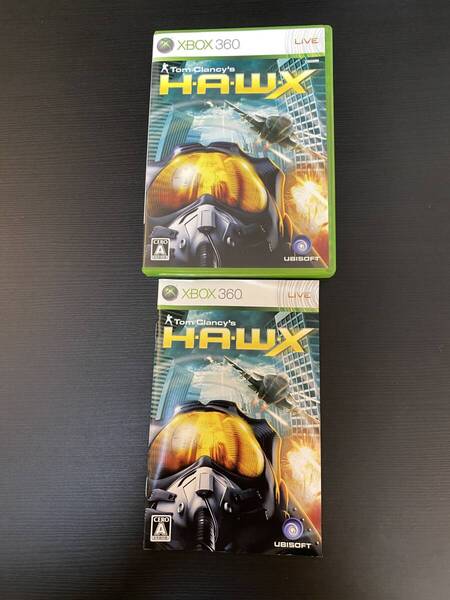 XBOX 360 LIVE
Tom Clancy's
H.A.W.X
CERO
A
UBISOFT
XBOX 360 LIVE
Tom Clancy's
H.A.W.X
CERO
A
UBISOFT